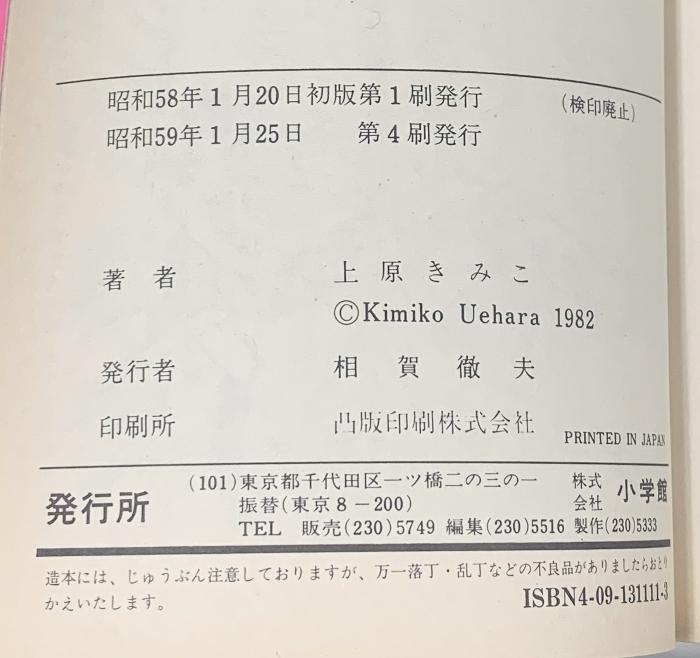 昭和58年1月20日初版第1刷発行 (検印廃止)
昭和59年1月25日 第4刷発行
著者 上原きみこ
©Kimiko Uehara 1982
発行者 相賀徹夫
印刷所 凸版印刷株式会社
PRINTED IN JAPAN
発行所 (101)東京都千代田区一ツ橋二の三の一 株式会社 小学館
振替(東京8-200)
TEL 販売(230)5749 編集(230)5516 製作(230)5333
造本には、じゅうぶん注意しておりますが、万一落丁・乱丁などの不良品がありましたらおとり
かえいたします。
ISBN4-09-131111-3